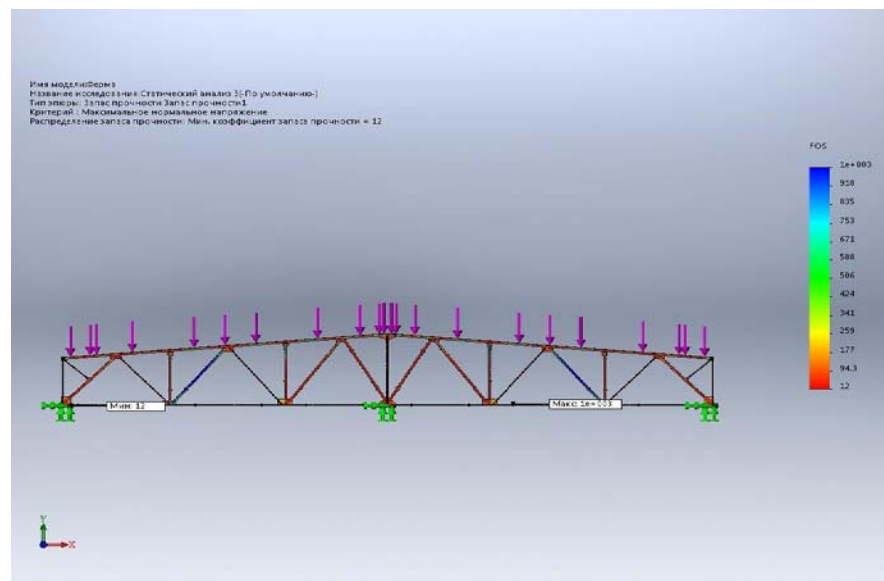 Имя модели:Ферма
Название исследования:Статический анализ 3(-По умолчанию-)
Тип эпюры: Запас прочности Запас прочности1
Критерий : Максимальное нормальное напряжение
Распределение запаса прочности: Мин. коэффициент запаса прочности = 12
FOS
1e+003
918
835
753
671
588
506
424
341
259
177
94.3
12
Мин: 12
Макс: 1e+003
Y
X